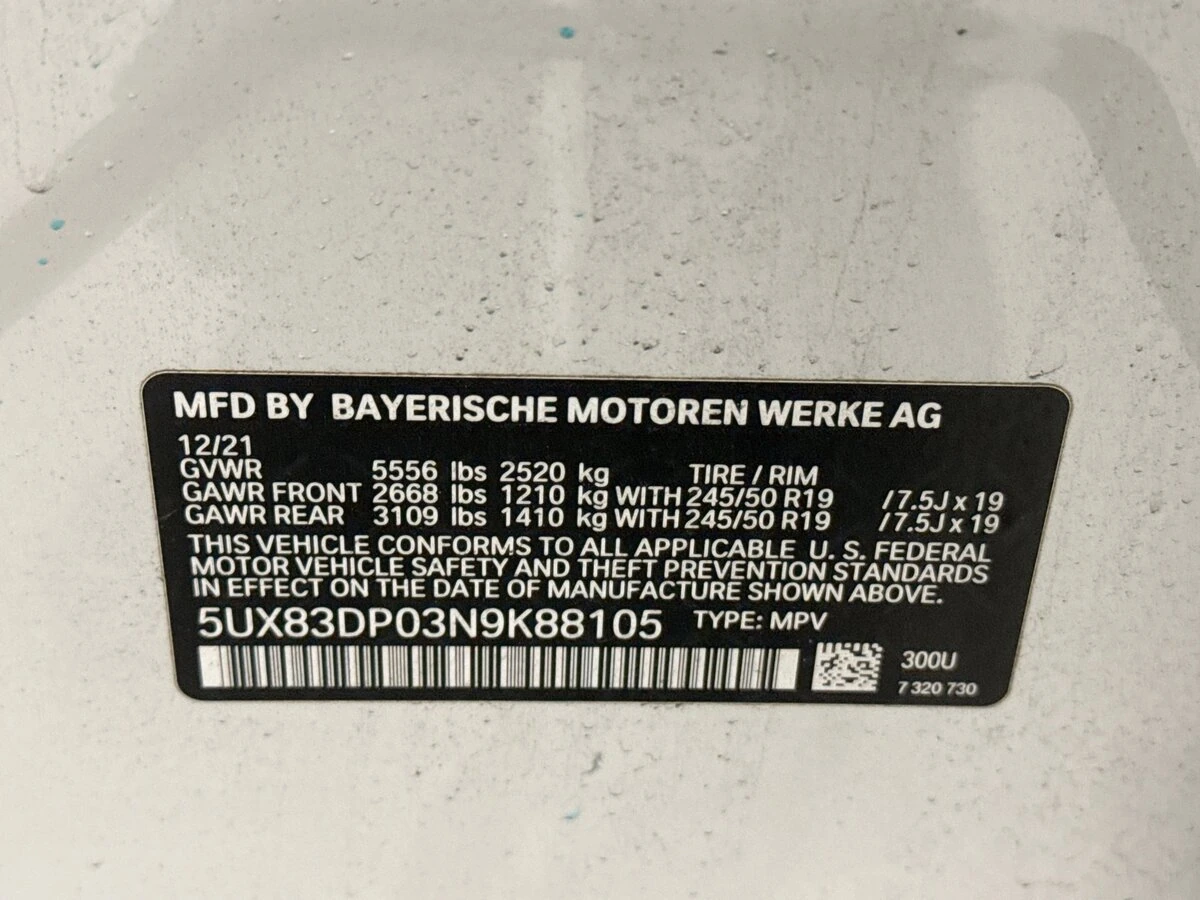 MFD BY BAYERISCHE MOTOREN WERKE AG
12/21
GVWR 5556 lbs 2520 kg TIRE / RIM
GAWR FRONT 2668 lbs 1210 kg WITH 245/50 R19 / 7.5J x 19
GAWR REAR 3109 lbs 1410 kg WITH 245/50 R19 / 7.5J x 19
THIS VEHICLE CONFORMS TO ALL APPLICABLE U. S. FEDERAL
MOTOR VEHICLE SAFETY AND THEFT PREVENTION STANDARDS
IN EFFECT ON THE DATE OF MANUFACTURE SHOWN ABOVE.
5UX83DP03N9K88105 TYPE: MPV
300U
7 320 730